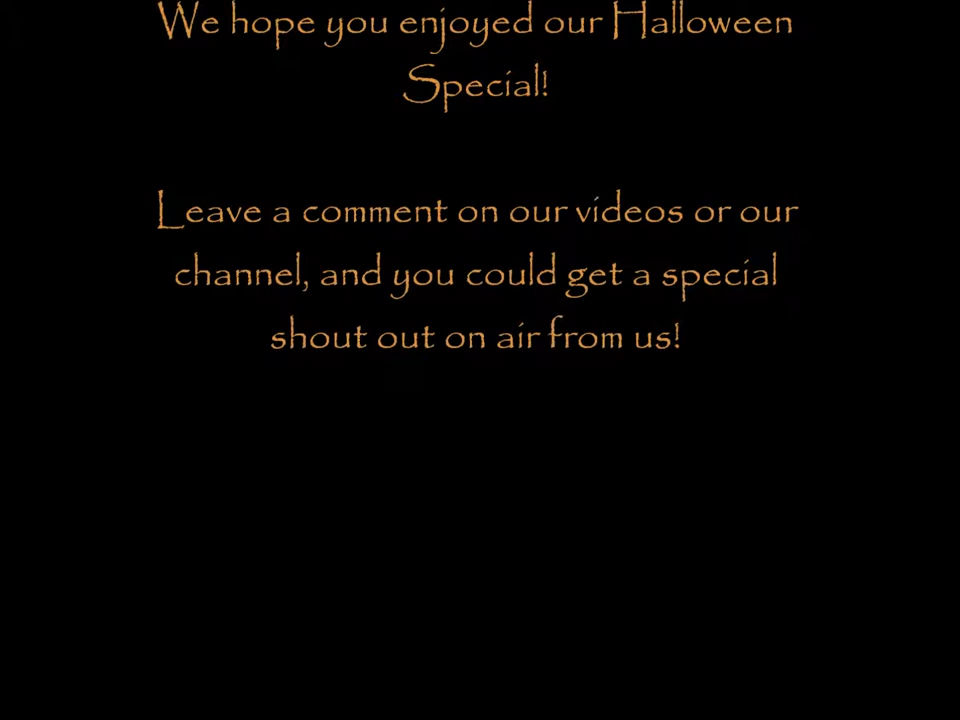 We hope you enjoyed our Halloween
Special!
Leave a comment on our videos or our
channel, and you could get a special
shout out on air from us!